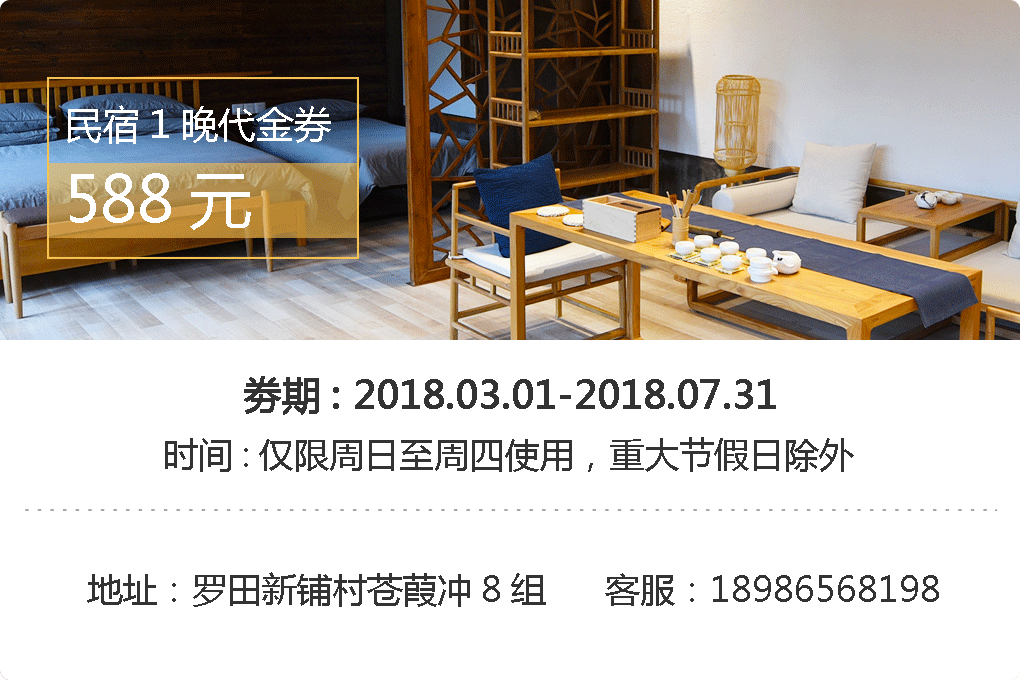 民宿 1 晚代金券
588 元
券期 : 2018.03.01-2018.07.31
时间 : 仅限周日至周四使用，重大节假日除外
地址：罗田新铺村苍葭冲 8 组 客服：18986568198